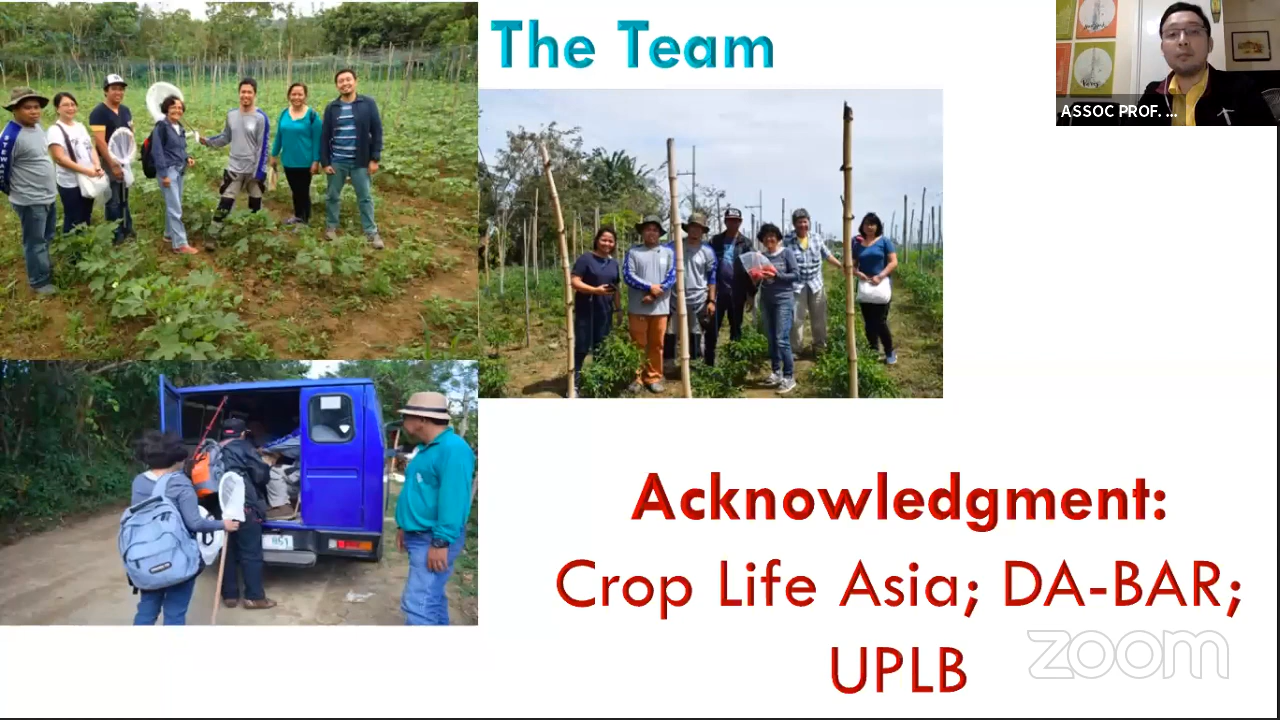 The Team
ASSOC PROF. ...
Acknowledgment:
Crop Life Asia; DA-BAR;
UPLB
zoom